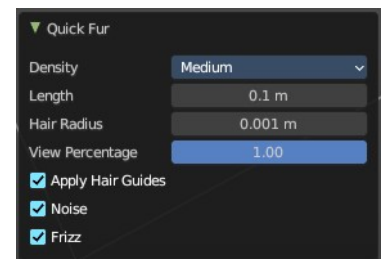 Quick Fur
Density Medium
Length 0.1 m
Hair Radius 0.001 m
View Percentage 1.00
Apply Hair Guides
Noise
Frizz